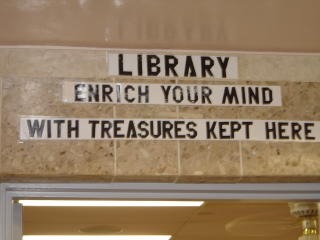 LIBRARY
ENRICH YOUR MIND
WITH TREASURES KEPT HERE